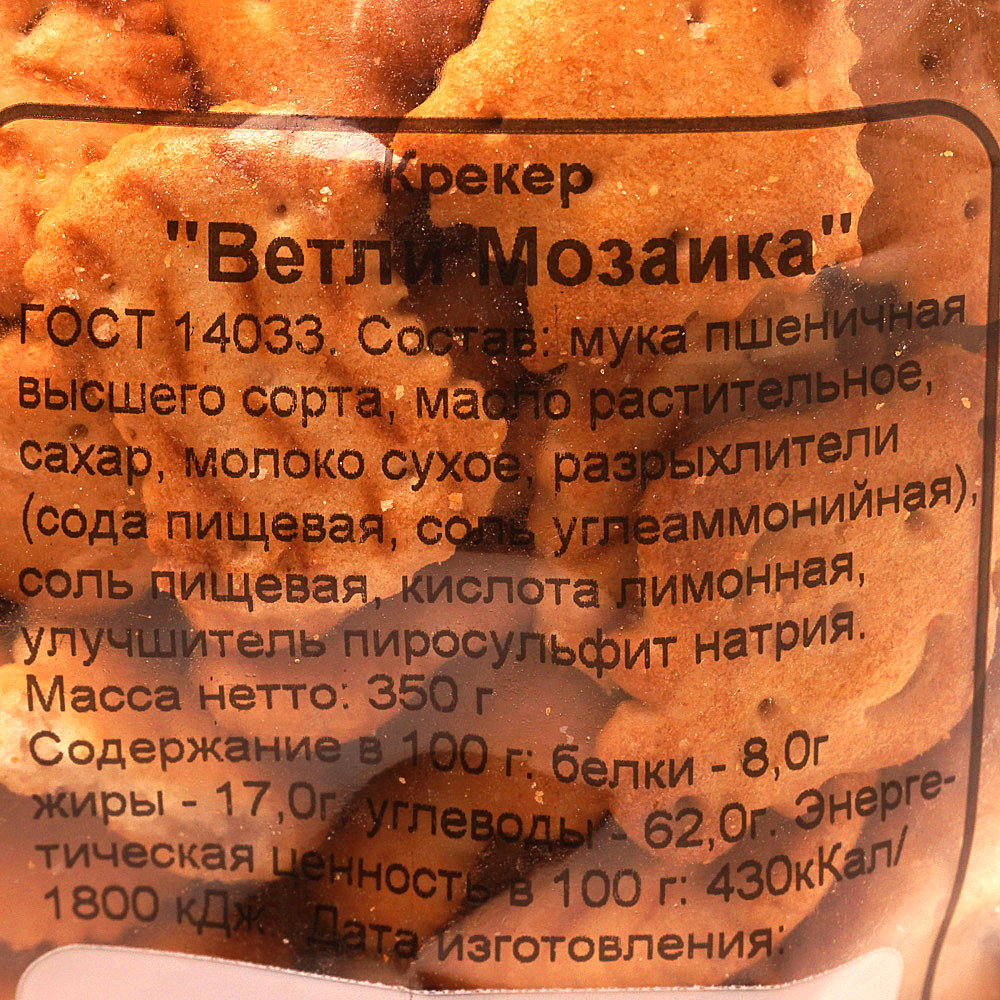 Крекер
"Ветли Мозаика"
ГОСТ 14033. Состав: мука пшеничная
высшего сорта, масло растительное,
сахар, молоко сухое, разрыхлители
(сода пищевая, соль углеаммонийная),
соль пищевая, кислота лимонная,
улучшитель пиросульфит натрия.
Масса нетто: 350 г
Содержание в 100 г: белки - 8,0г
жиры - 17,0г, углеводы - 62,0г. Энерге-
тическая ценность в 100 г: 430кКал/
1800 кДж. Дата изготовления: